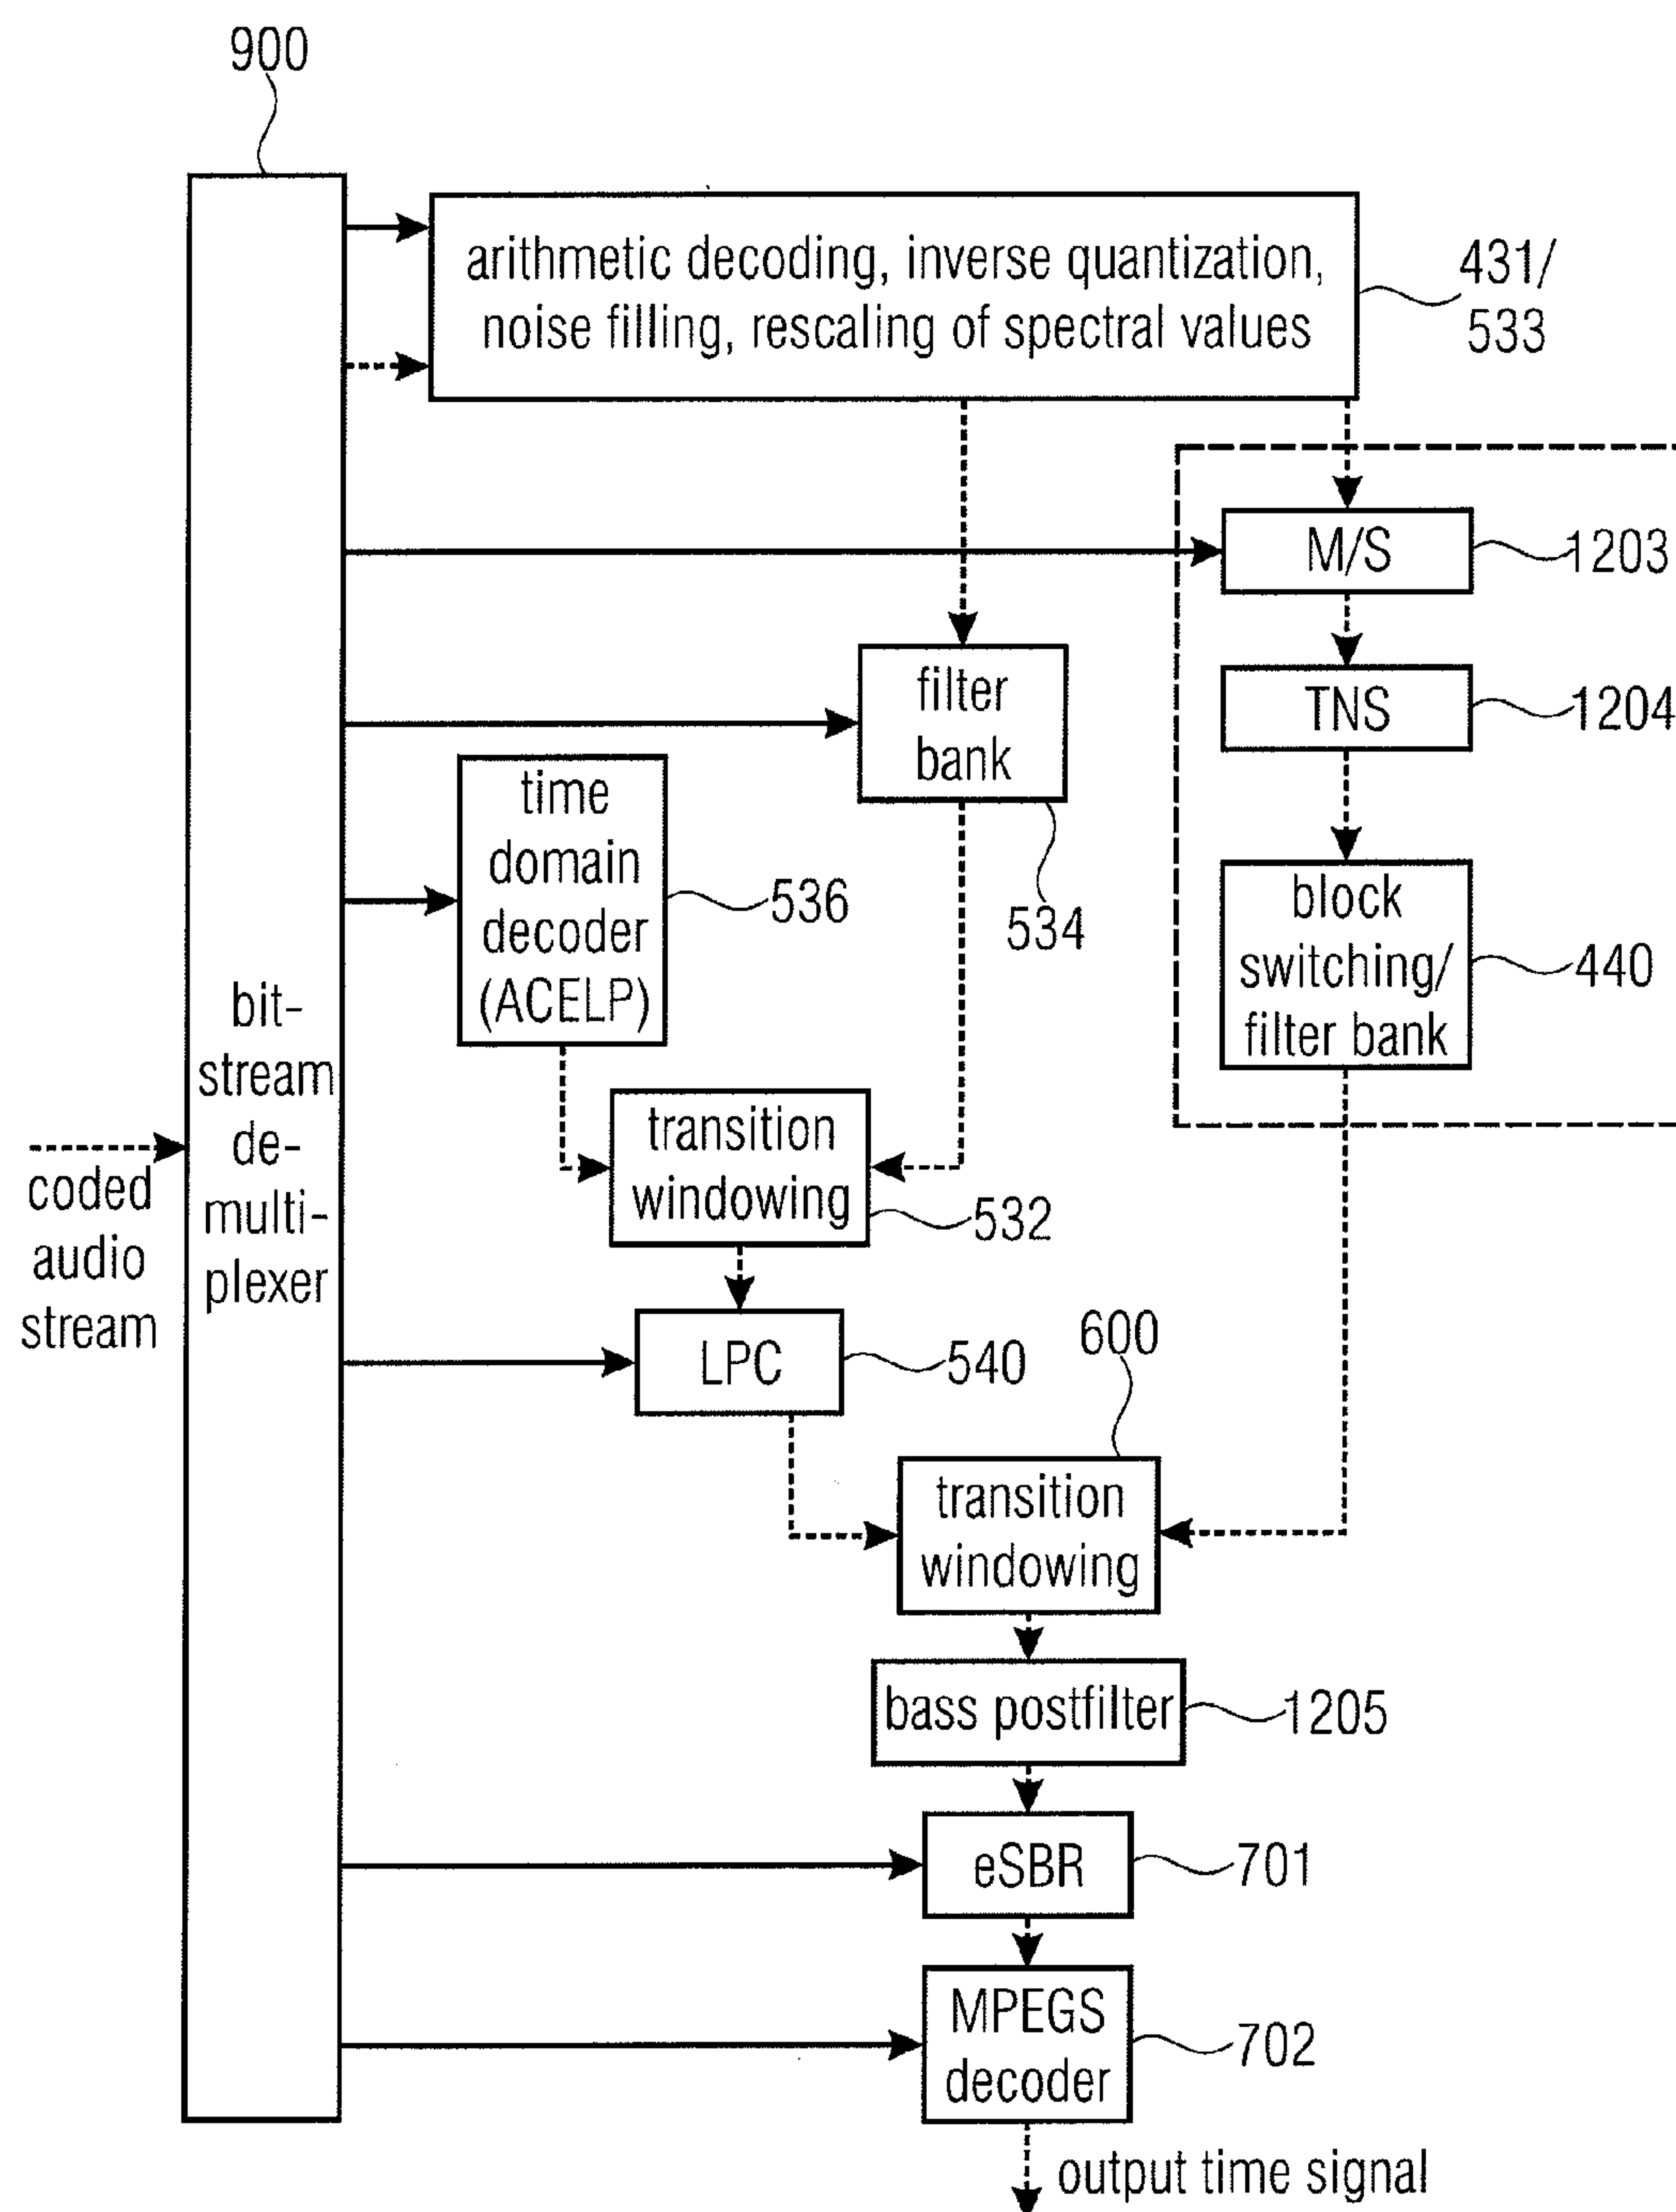 900
arithmetic decoding, inverse quantization,
noise filling, rescaling of spectral values
431/
533
M/S
1203
filter
bank
534
TNS
1204
time
domain
decoder
(ACELP)
536
block
switching/
filter bank
440
bit-
stream
de-
multi-
plexer
coded
audio
stream
transition
windowing
532
LPC
540
600
transition
windowing
bass postfilter
1205
eSBR
701
MPEGS
decoder
702
output time signal